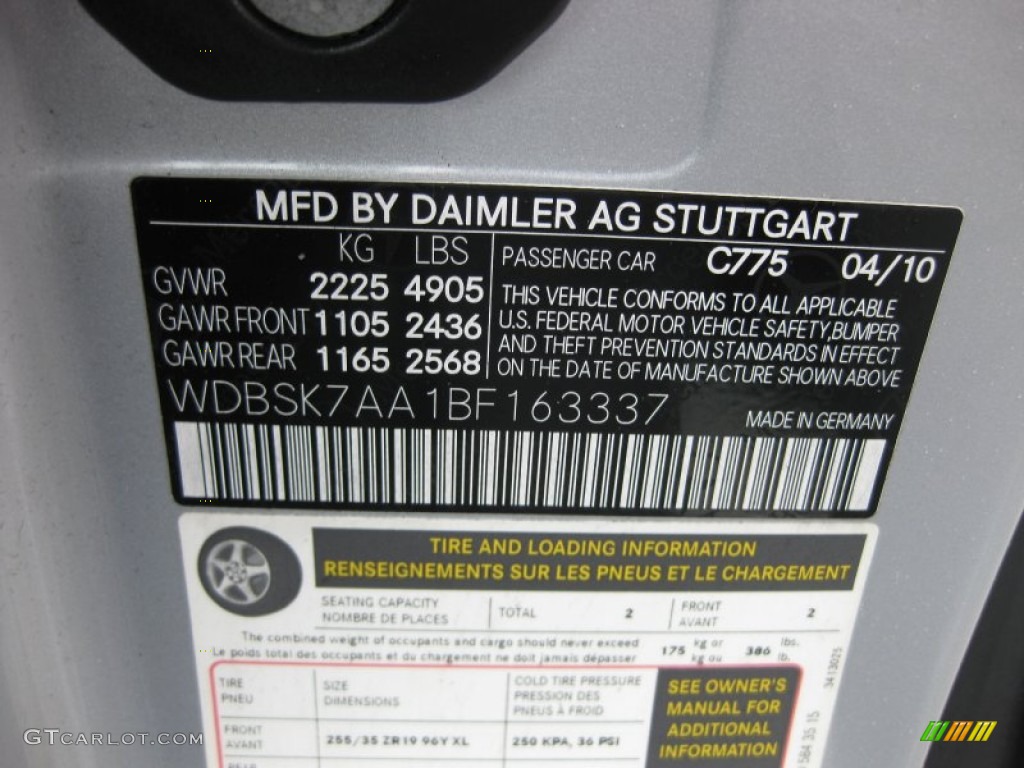 MFD BY DAIMLER AG STUTTGART
KG LBS
GVWR 2225 4905
GAWR FRONT 1105 2436
GAWR REAR 1165 2568
PASSENGER CAR C775 04/10
THIS VEHICLE CONFORMS TO ALL APPLICABLE
U.S. FEDERAL MOTOR VEHICLE SAFETY,BUMPER
AND THEFT PREVENTION STANDARDS IN EFFECT
ON THE DATE OF MANUFACTURE SHOWN ABOVE
WDBSK7AA1BF163337
MADE IN GERMANY
TIRE AND LOADING INFORMATION
RENSEIGNEMENTS SUR LES PNEUS ET LE CHARGEMENT
SEATING CAPACITY
NOMBRE DE PLACES
TOTAL 2
FRONT
AVANT
2
The combined weight of occupants and cargo should never exceed
Le poids total des occupants et du chargement ne doit jamais dépasser
175 kg or
kg ou
386 lbs.
lb.
TIRE
PNEU
SIZE
DIMENSIONS
COLD TIRE PRESSURE
PRESSION DES
PNEUS À FROID
SEE OWNER'S
MANUAL FOR
ADDITIONAL
INFORMATION
FRONT
AVANT
255/35 ZR19 96Y XL
250 KPA, 36 PSI
3413025
584 35 15
GTCarLot.com